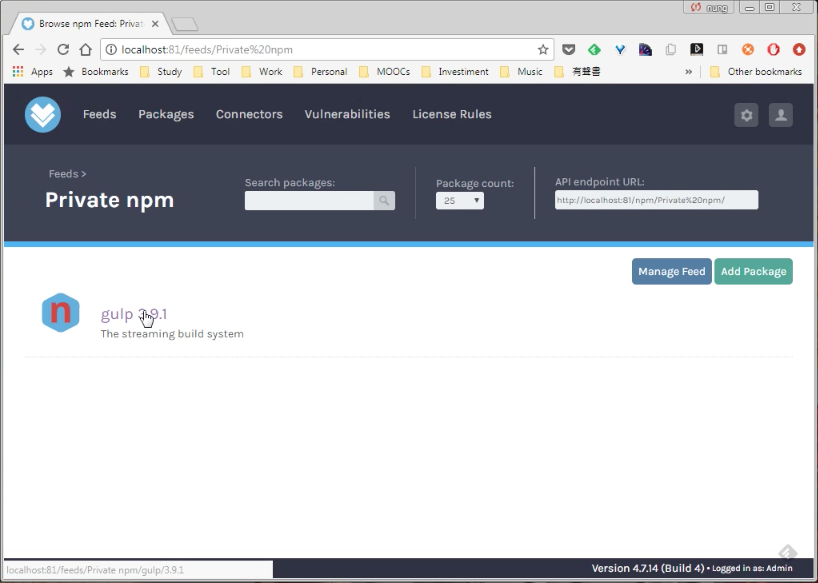 nung
Browse npm Feed: Privat
localhost:81/feeds/Private%20npm
Apps Bookmarks Study Tool Work Personal MOOCs Investiment Music 有聲書 » Other bookmarks
Feeds Packages Connectors Vulnerabilities License Rules
Feeds >
Private npm
Search packages:
Package count:
25
API endpoint URL:
http://localhost:81/npm/Private%20npm/
Manage Feed Add Package
n
gulp 3.9.1
The streaming build system
localhost:81/feeds/Private npm/gulp/3.9.1
Version 4.7.14 (Build 4) • Logged in as: Admin